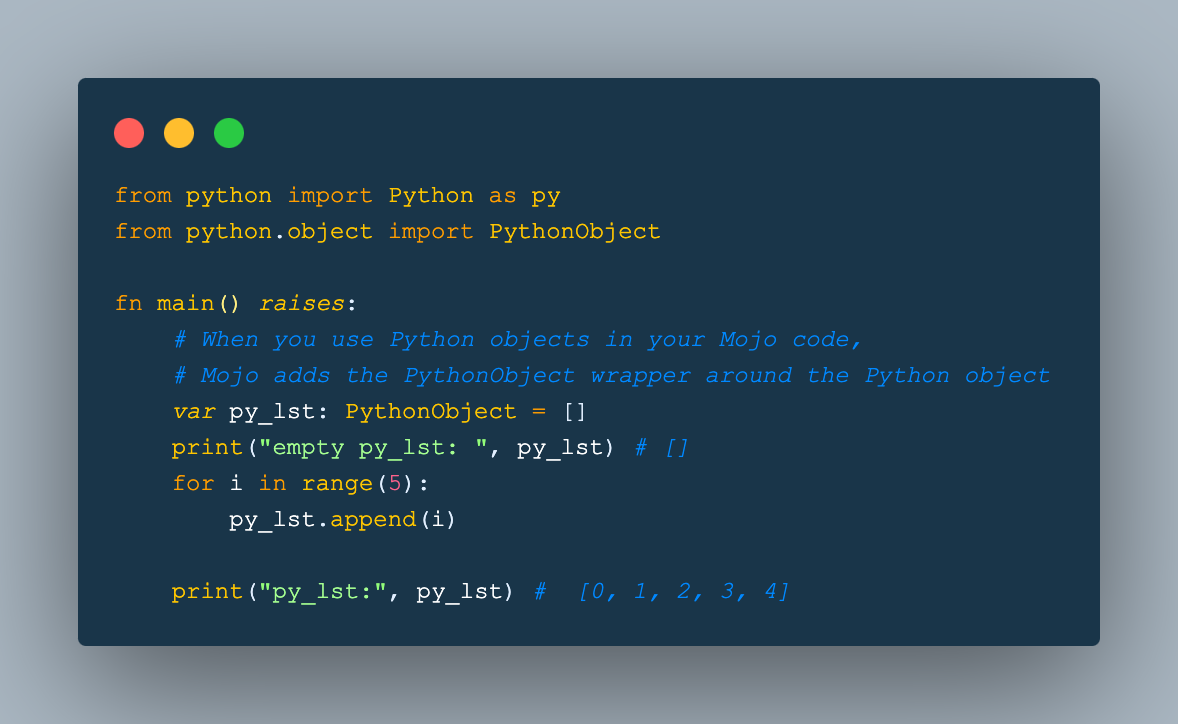 from python import Python as py
from python.object import PythonObject

fn main() raises:
    # When you use Python objects in your Mojo code,
    # Mojo adds the PythonObject wrapper around the Python object
    var py_lst: PythonObject = []
    print("empty py_lst: ", py_lst) # []
    for i in range(5):
        py_lst.append(i)

    print("py_lst:", py_lst) #  [0, 1, 2, 3, 4]